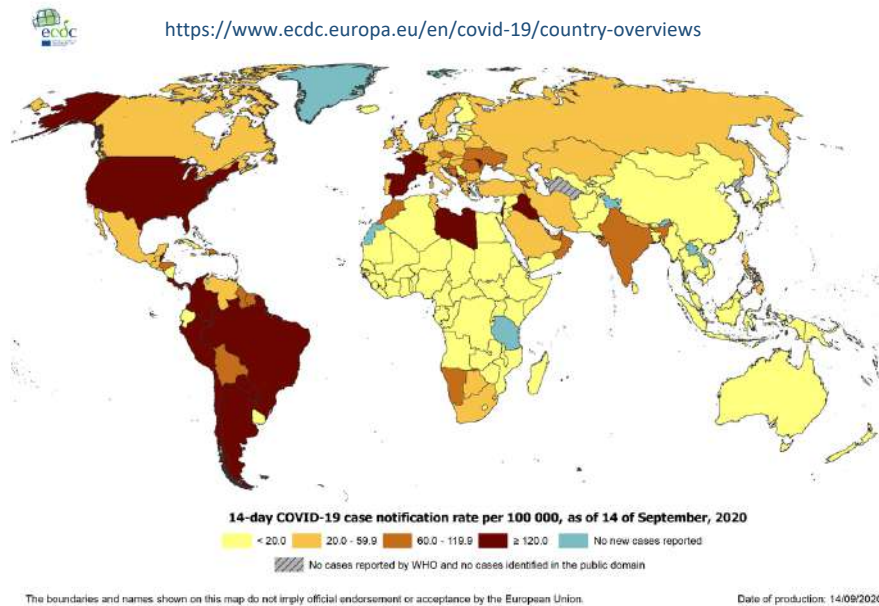 ecdc
https://www.ecdc.europa.eu/en/covid-19/country-overviews
14-day COVID-19 case notification rate per 100 000, as of 14 of September, 2020
< 20.0 20.0 - 59.9 60.0 - 119.9 ≥ 120.0 No new cases reported
No cases reported by WHO and no cases identified in the public domain
The boundaries and names shown on this map do not imply official endorsement or acceptance by the European Union. Date of production: 14/09/2020